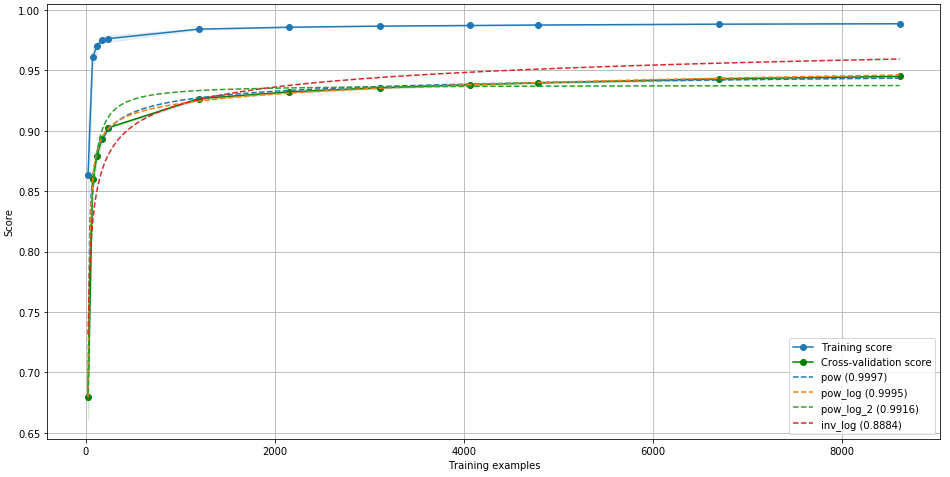 1.00
0.95
0.90
0.85
0.80
0.75
0.70
0.65
Score
0
2000
4000
6000
8000
Training examples
Training score
Cross-validation score
pow (0.9997)
pow_log (0.9995)
pow_log_2 (0.9916)
inv_log (0.8884)